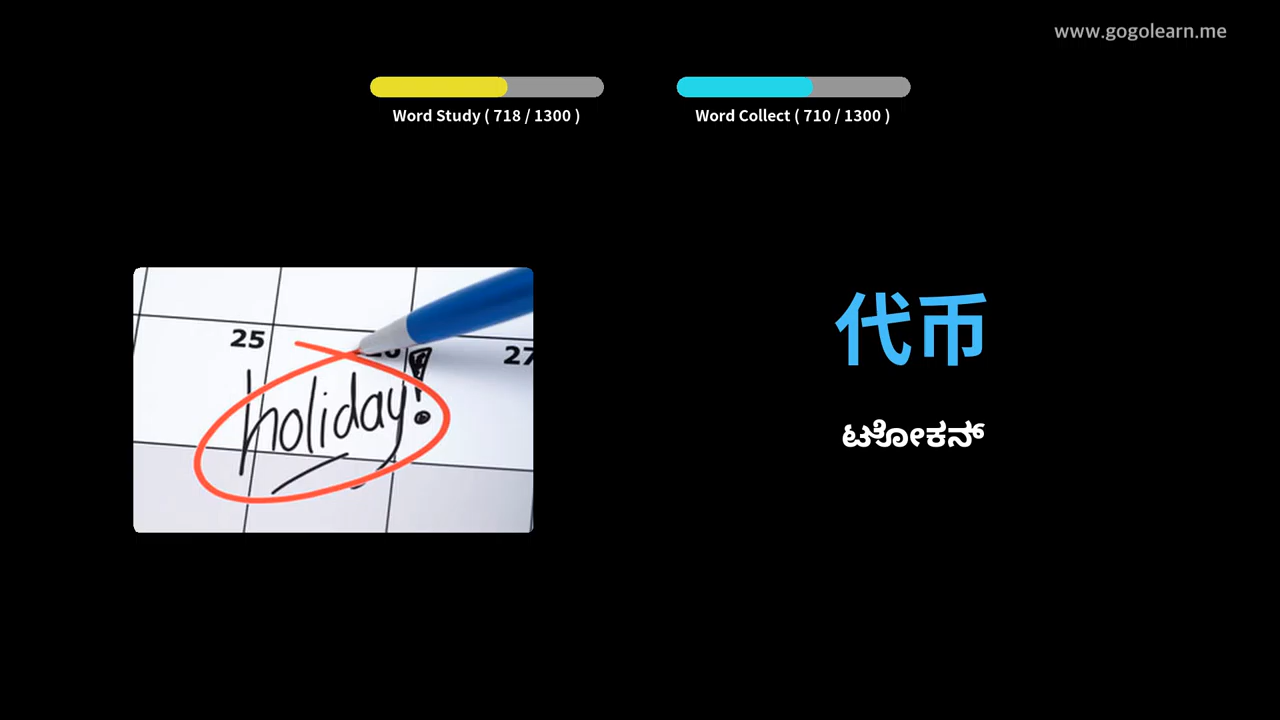 www.gogolearn.me
Word Study ( 718 / 1300 )
Word Collect ( 710 / 1300 )
25
27
holiday!
代币
ಟೋಕನ್